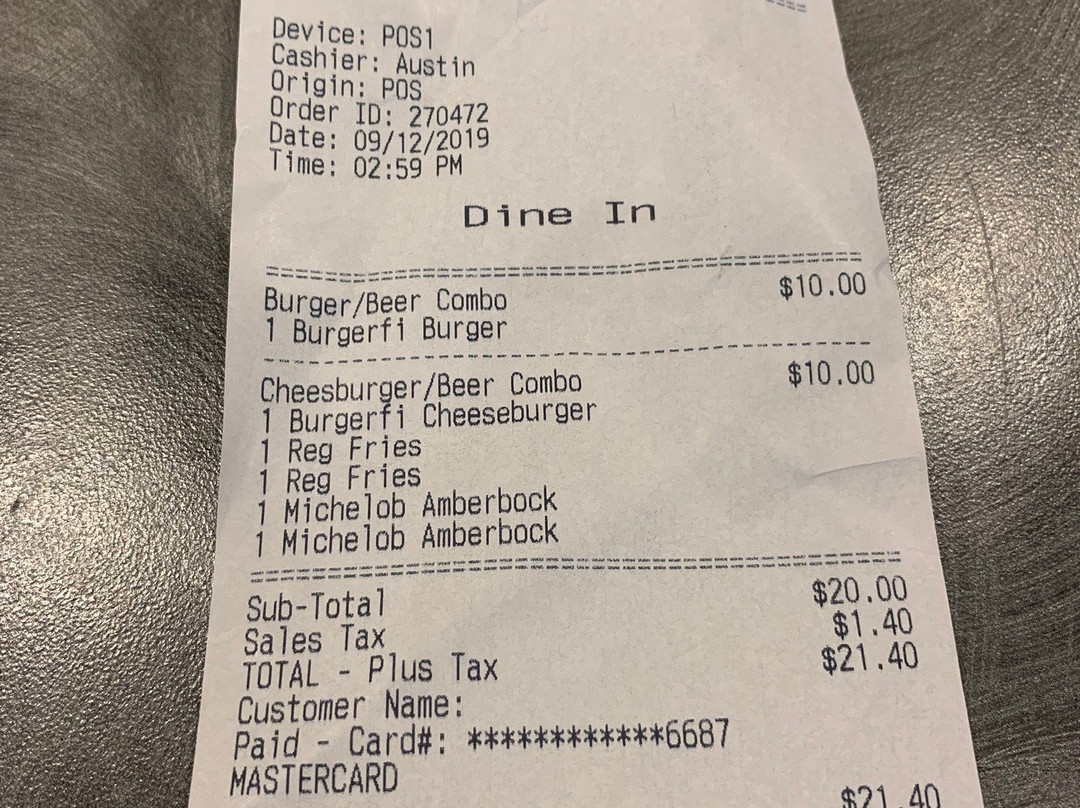 Device: POS1
Cashier: Austin
Origin: POS
Order ID: 270472
Date: 09/12/2019
Time: 02:59 PM
Dine In
Burger/Beer Combo $10.00
1 Burgerfi Burger
Cheesburger/Beer Combo $10.00
1 Burgerfi Cheeseburger
1 Reg Fries
1 Reg Fries
1 Michelob Amberbock
1 Michelob Amberbock
Sub-Total $20.00
Sales Tax $1.40
TOTAL - Plus Tax $21.40
Customer Name:
Paid - Card#: ************6687
MASTERCARD
$21.40